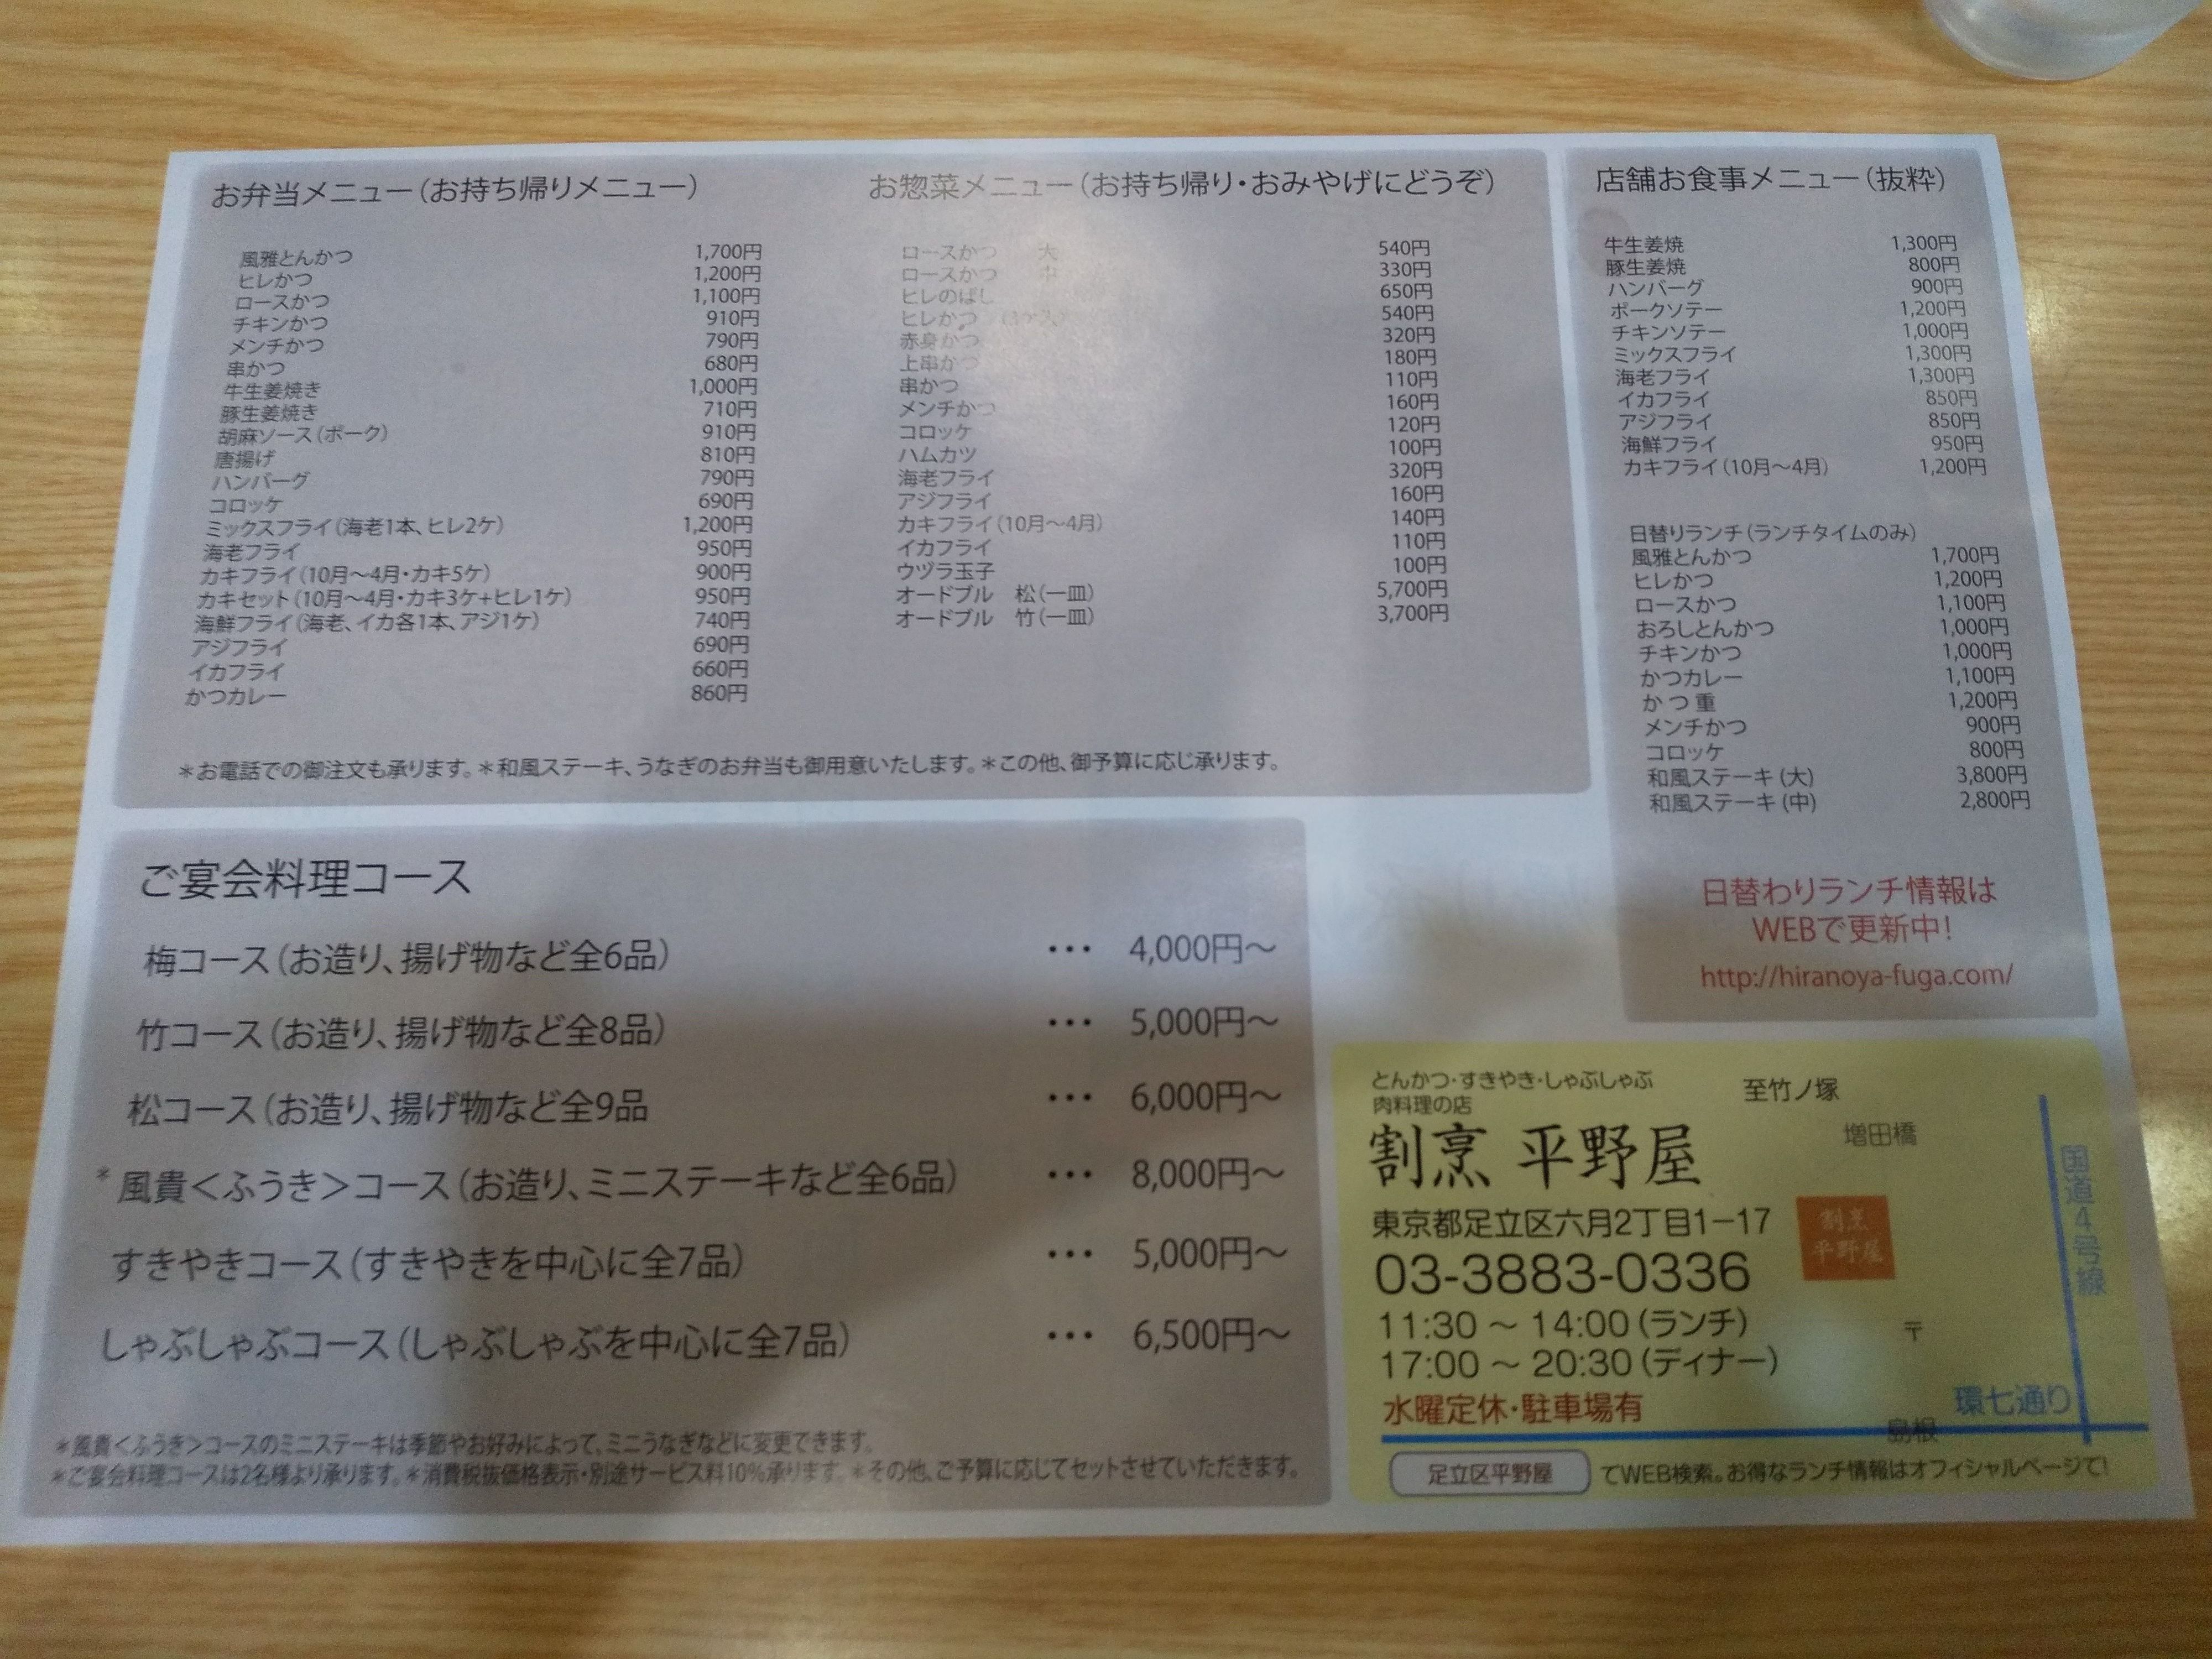 お弁当メニュー（お持ち帰りメニュー）
風雅とんかつ 1,700円
ヒレかつ 1,200円
ロースかつ 1,100円
チキンかつ 910円
メンチかつ 790円
串かつ 680円
牛生姜焼き 1,000円
豚生姜焼き 710円
胡麻ソース（ポーク） 910円
唐揚げ 810円
ハンバーグ 790円
コロッケ 690円
ミックスフライ（海老1本、ヒレ2ケ） 1,200円
海老フライ 950円
カキフライ（10月〜4月・カキ5ケ） 900円
カキセット（10月〜4月・カキ3ケ+ヒレ1ケ） 950円
海鮮フライ（海老、イカ各1本、アジ1ケ） 740円
アジフライ 690円
イカフライ 660円
かつカレー 860円
お惣菜メニュー（お持ち帰り・おみやげにどうぞ）
ロースかつ 大 540円
ロースかつ 中 330円
ヒレのばし 650円
ヒレかつ 540円
赤身かつ 320円
上串かつ 180円
串かつ 110円
メンチかつ 160円
コロッケ 120円
ハムカツ 100円
海老フライ 320円
アジフライ 160円
カキフライ（10月〜4月） 140円
イカフライ 110円
ウヅラ玉子 100円
オードブル 松（一皿） 5,700円
オードブル 竹（一皿） 3,700円
＊お電話での御注文も承ります。＊和風ステーキ、うなぎのお弁当も御用意いたします。＊この他、御予算に応じ承ります。
店舗お食事メニュー（抜粋）
牛生姜焼 1,300円
豚生姜焼 800円
ハンバーグ 900円
ポークソテー 1,200円
チキンソテー 1,000円
ミックスフライ 1,300円
海老フライ 1,300円
イカフライ 850円
アジフライ 850円
海鮮フライ 950円
カキフライ（10月〜4月） 1,200円
日替りランチ（ランチタイムのみ）
風雅とんかつ 1,700円
ヒレかつ 1,200円
ロースかつ 1,100円
おろしとんかつ 1,000円
チキンかつ 1,000円
かつカレー 1,100円
かつ重 1,200円
メンチかつ 900円
コロッケ 800円
和風ステーキ（大） 3,800円
和風ステーキ（中） 2,800円
日替わりランチ情報は
WEBで更新中！
http://hiranoya-fuga.com/
ご宴会料理コース
梅コース（お造り、揚げ物など全6品） ・・・ 4,000円〜
竹コース（お造り、揚げ物など全8品） ・・・ 5,000円〜
松コース（お造り、揚げ物など全9品 ・・・ 6,000円〜
＊風貴＜ふうき＞コース（お造り、ミニステーキなど全6品） ・・・ 8,000円〜
すきやきコース（すきやきを中心に全7品） ・・・ 5,000円〜
しゃぶしゃぶコース（しゃぶしゃぶを中心に全7品） ・・・ 6,500円〜
＊風貴＜ふうき＞コースのミニステーキは季節やお好みによって、ミニうなぎなどに変更できます。
＊ご宴会料理コースは2名様より承ります。＊消費税抜価格表示・別途サービス料10%承ります。＊その他、ご予算に応じてセットさせていただきます。
とんかつ・すきやき・しゃぶしゃぶ
肉料理の店
割烹 平野屋
東京都足立区六月2丁目1−17
03-3883-0336
11:30 〜 14:00（ランチ）
17:00 〜 20:30（ディナー）
水曜定休・駐車場有
至竹ノ塚
増田橋
国道4号線
割烹
平野屋
〒
環七通り
島根
足立区平野屋 でWEB検索。お得なランチ情報はオフィシャルページで！